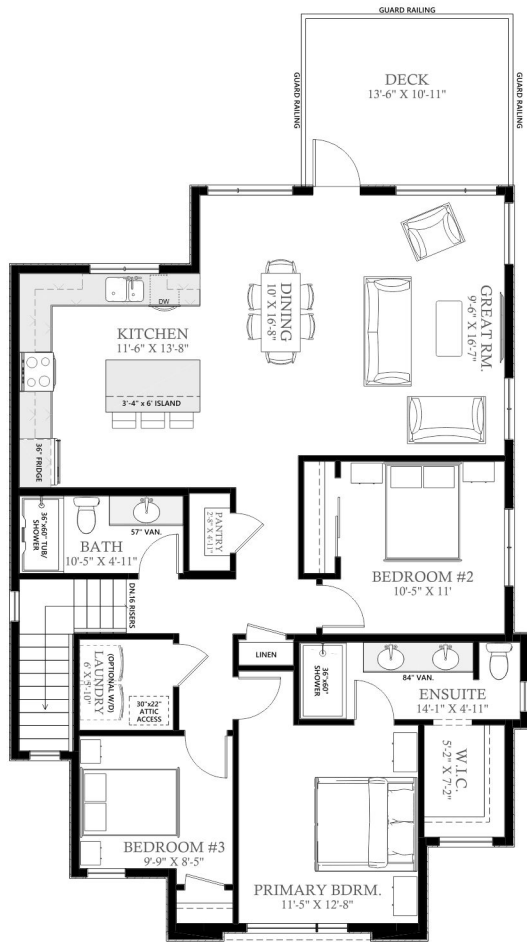 GUARD RAILING
GUARD RAILING
GUARD RAILING
DECK
13'-6" X 10'-11"
DW
KITCHEN
11'-6" X 13'-8"
DINING
10' X 16'-8"
GREAT RM.
9'-6" X 16'-7"
3'-4" x 6' ISLAND
36" FRIDGE
36"x60" TUB/
SHOWER
57" VAN.
BATH
10'-5" X 4'-11"
PANTRY
2'-8" X 4'-11"
BEDROOM #2
10'-5" X 11'
DN.16 RISERS
LINEN
(OPTIONAL W/D)
LAUNDRY
6' X 5'-10"
30"x22"
ATTIC
ACCESS
36"x60"
SHOWER
84" VAN.
ENSUITE
14'-1" X 4'-11"
W.I.C.
5'-2" X 7'-2"
BEDROOM #3
9'-9" X 8'-5"
PRIMARY BDRM.
11'-5" X 12'-8"